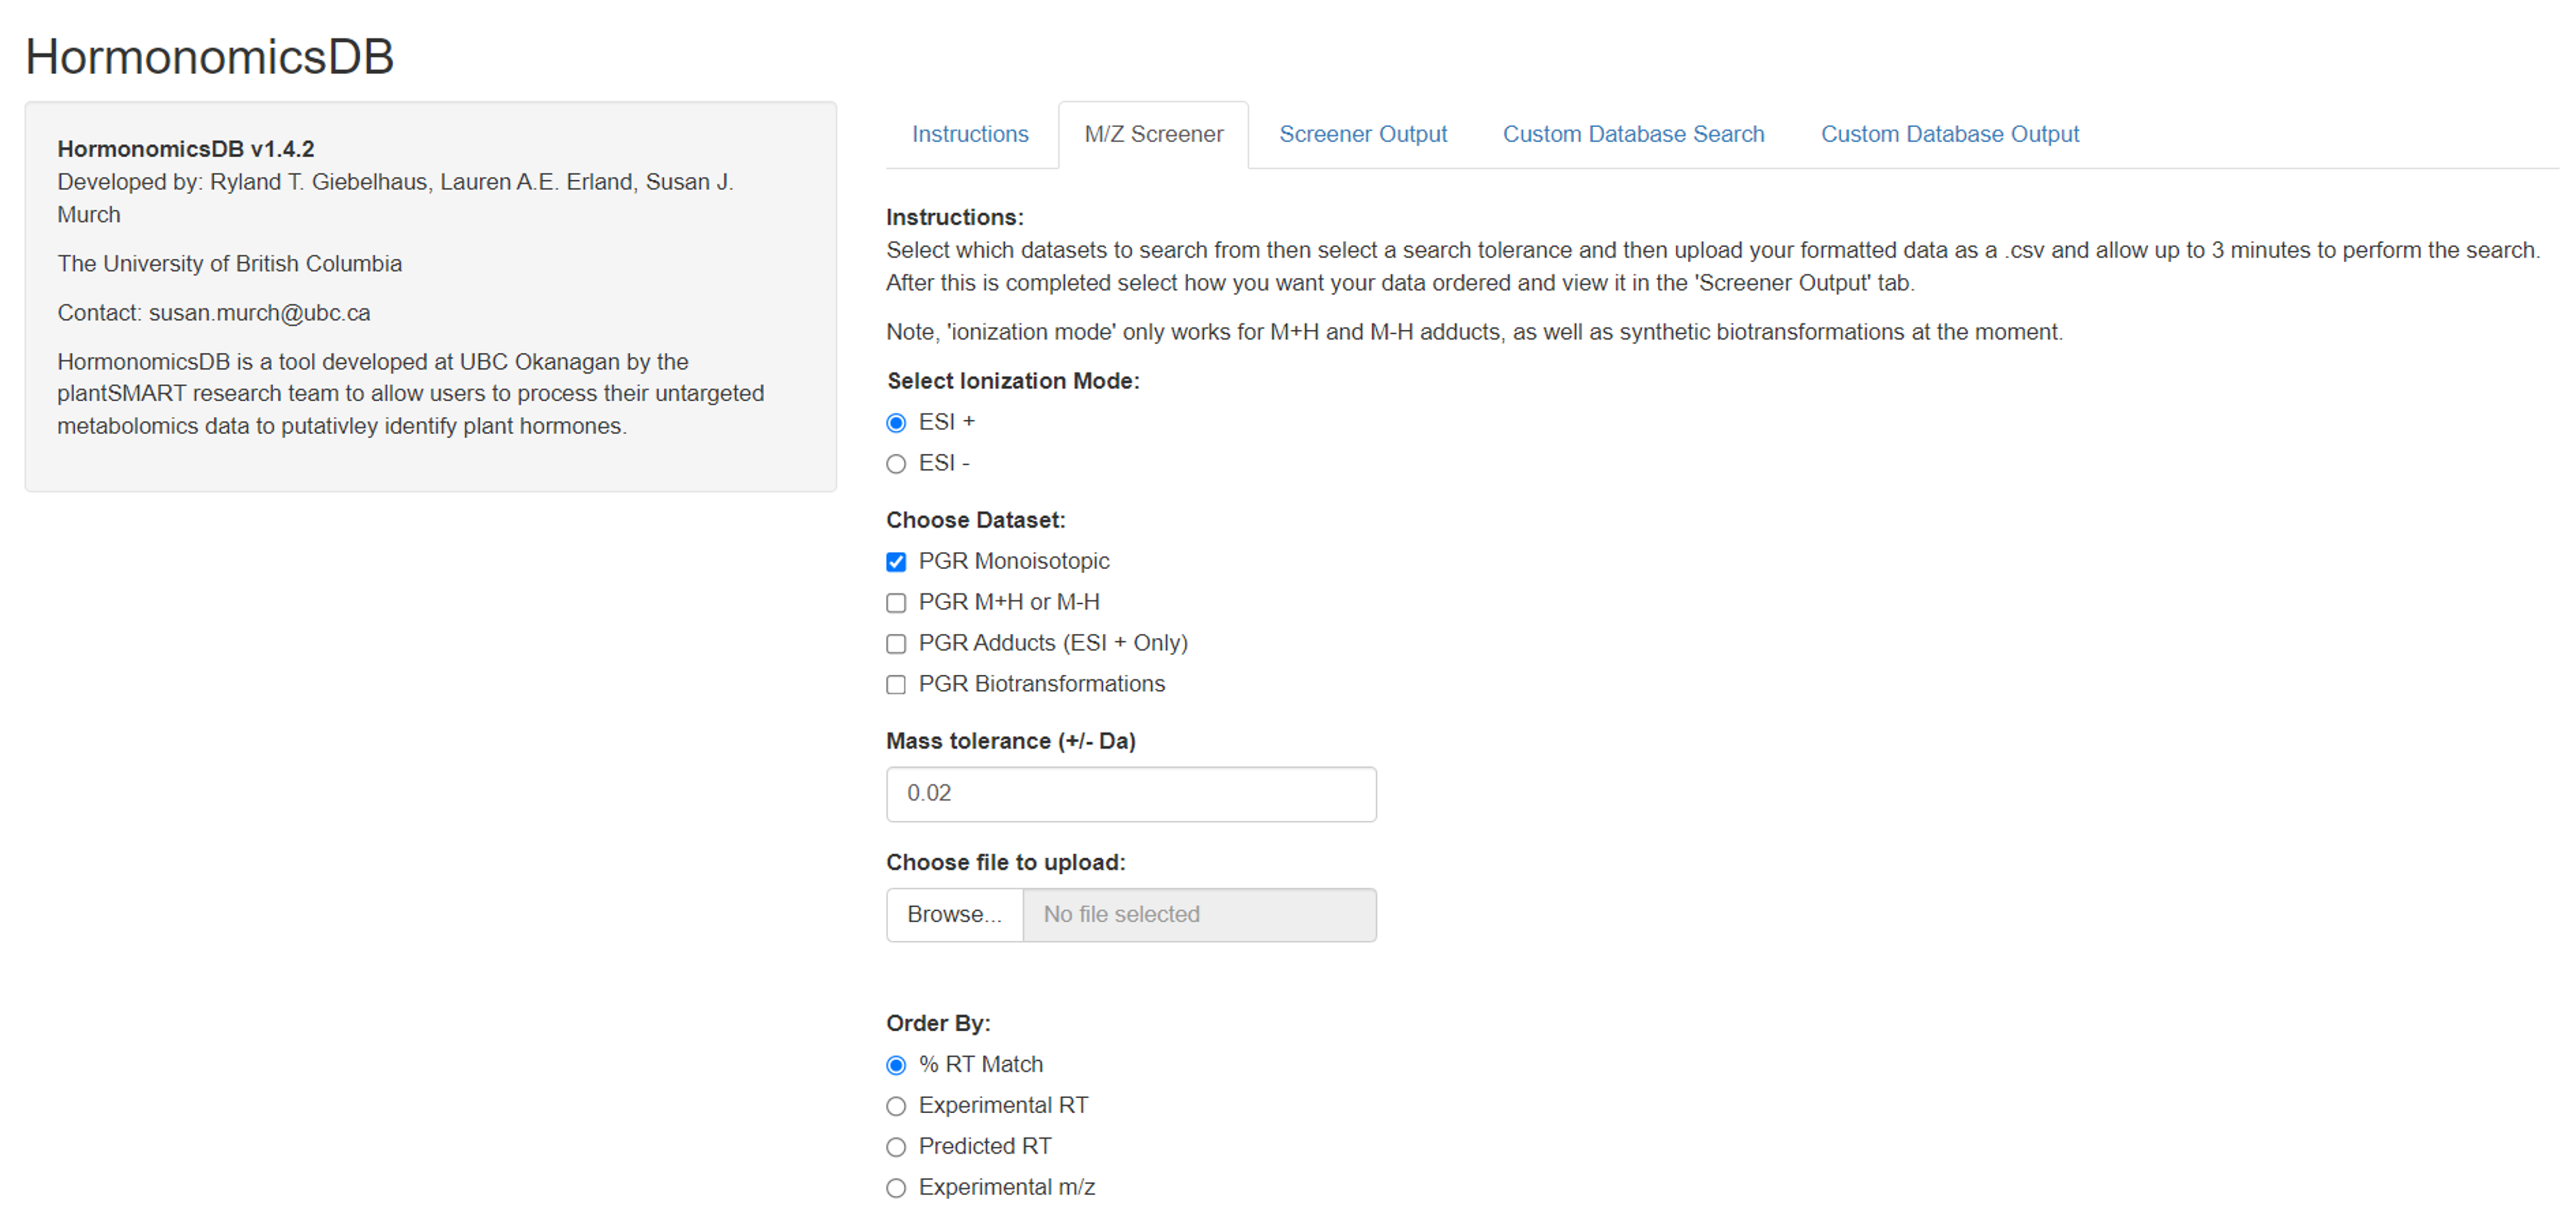 HormonomicsDB
HormonomicsDB v1.4.2
Developed by: Ryland T. Giebelhaus, Lauren A.E. Erland, Susan J.
Murch
The University of British Columbia
Contact: susan.murch@ubc.ca
HormonomicsDB is a tool developed at UBC Okanagan by the
plantSMART research team to allow users to process their untargeted
metabolomics data to putativley identify plant hormones.
Instructions
M/Z Screener
Screener Output
Custom Database Search
Custom Database Output
Instructions:
Select which datasets to search from then select a search tolerance and then upload your formatted data as a .csv and allow up to 3 minutes to perform the search.
After this is completed select how you want your data ordered and view it in the 'Screener Output' tab.
Note, 'ionization mode' only works for M+H and M-H adducts, as well as synthetic biotransformations at the moment.
Select Ionization Mode:
ESI +
ESI -
Choose Dataset:
PGR Monoisotopic
PGR M+H or M-H
PGR Adducts (ESI + Only)
PGR Biotransformations
Mass tolerance (+/- Da)
0.02
Choose file to upload:
Browse... No file selected
Order By:
% RT Match
Experimental RT
Predicted RT
Experimental m/z